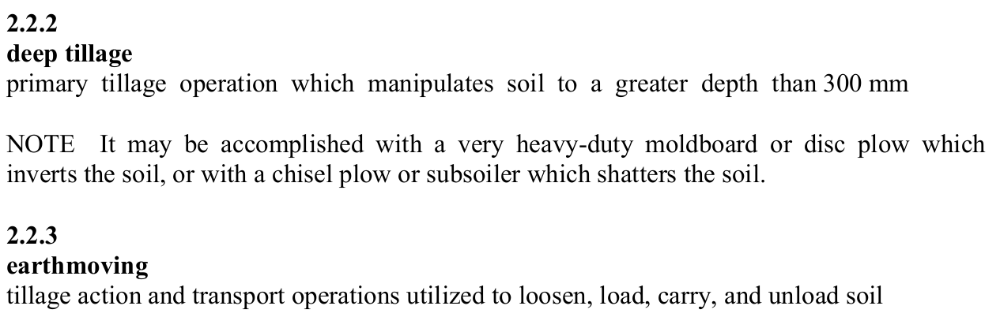 2.2.2
deep tillage
primary tillage operation which manipulates soil to a greater depth than 300 mm
NOTE It may be accomplished with a very heavy-duty moldboard or disc plow which
inverts the soil, or with a chisel plow or subsoiler which shatters the soil.
2.2.3
earthmoving
tillage action and transport operations utilized to loosen, load, carry, and unload soil